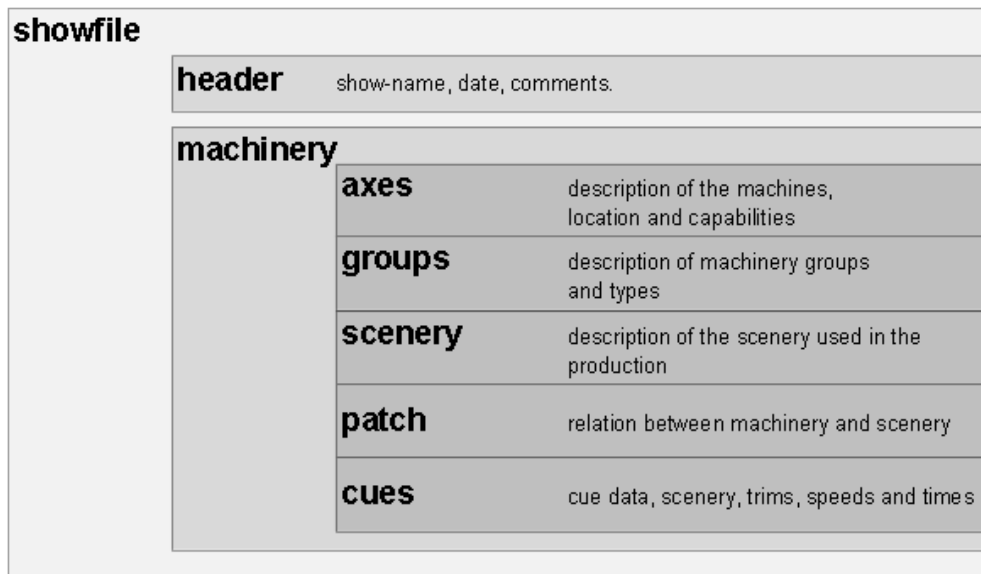 showfile
header show-name, date, comments.
machinery
axes description of the machines,
location and capabilities
groups description of machinery groups
and types
scenery description of the scenery used in the
production
patch relation between machinery and scenery
cues cue data, scenery, trims, speeds and times